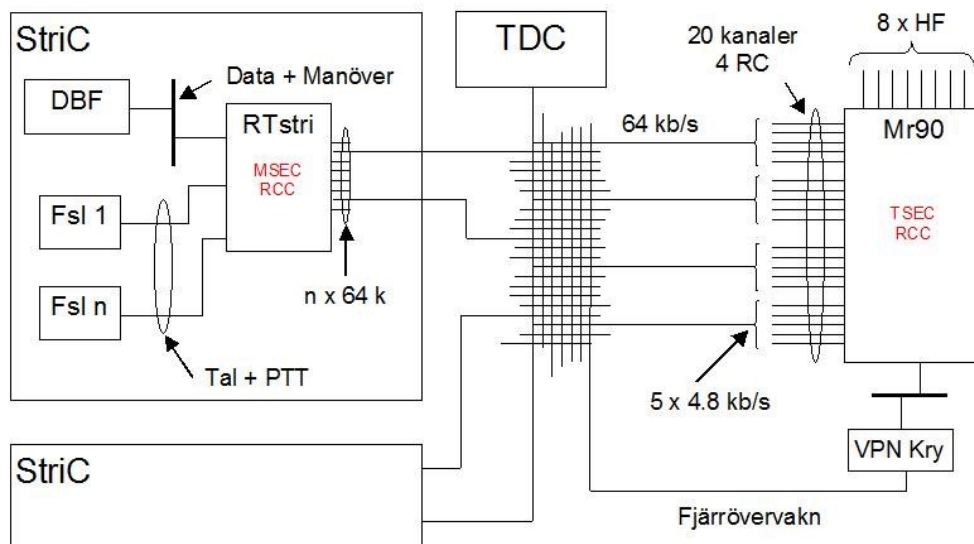 StriC
DBF
Data + Manöver
RTstri
MSEC
RCC
Fsl 1
Fsl n
n x 64 k
Tal + PTT
StriC
TDC
64 kb/s
20 kanaler
4 RC
8 x HF
Mr90
TSEC
RCC
5 x 4.8 kb/s
VPN Kry
Fjärrövervakn